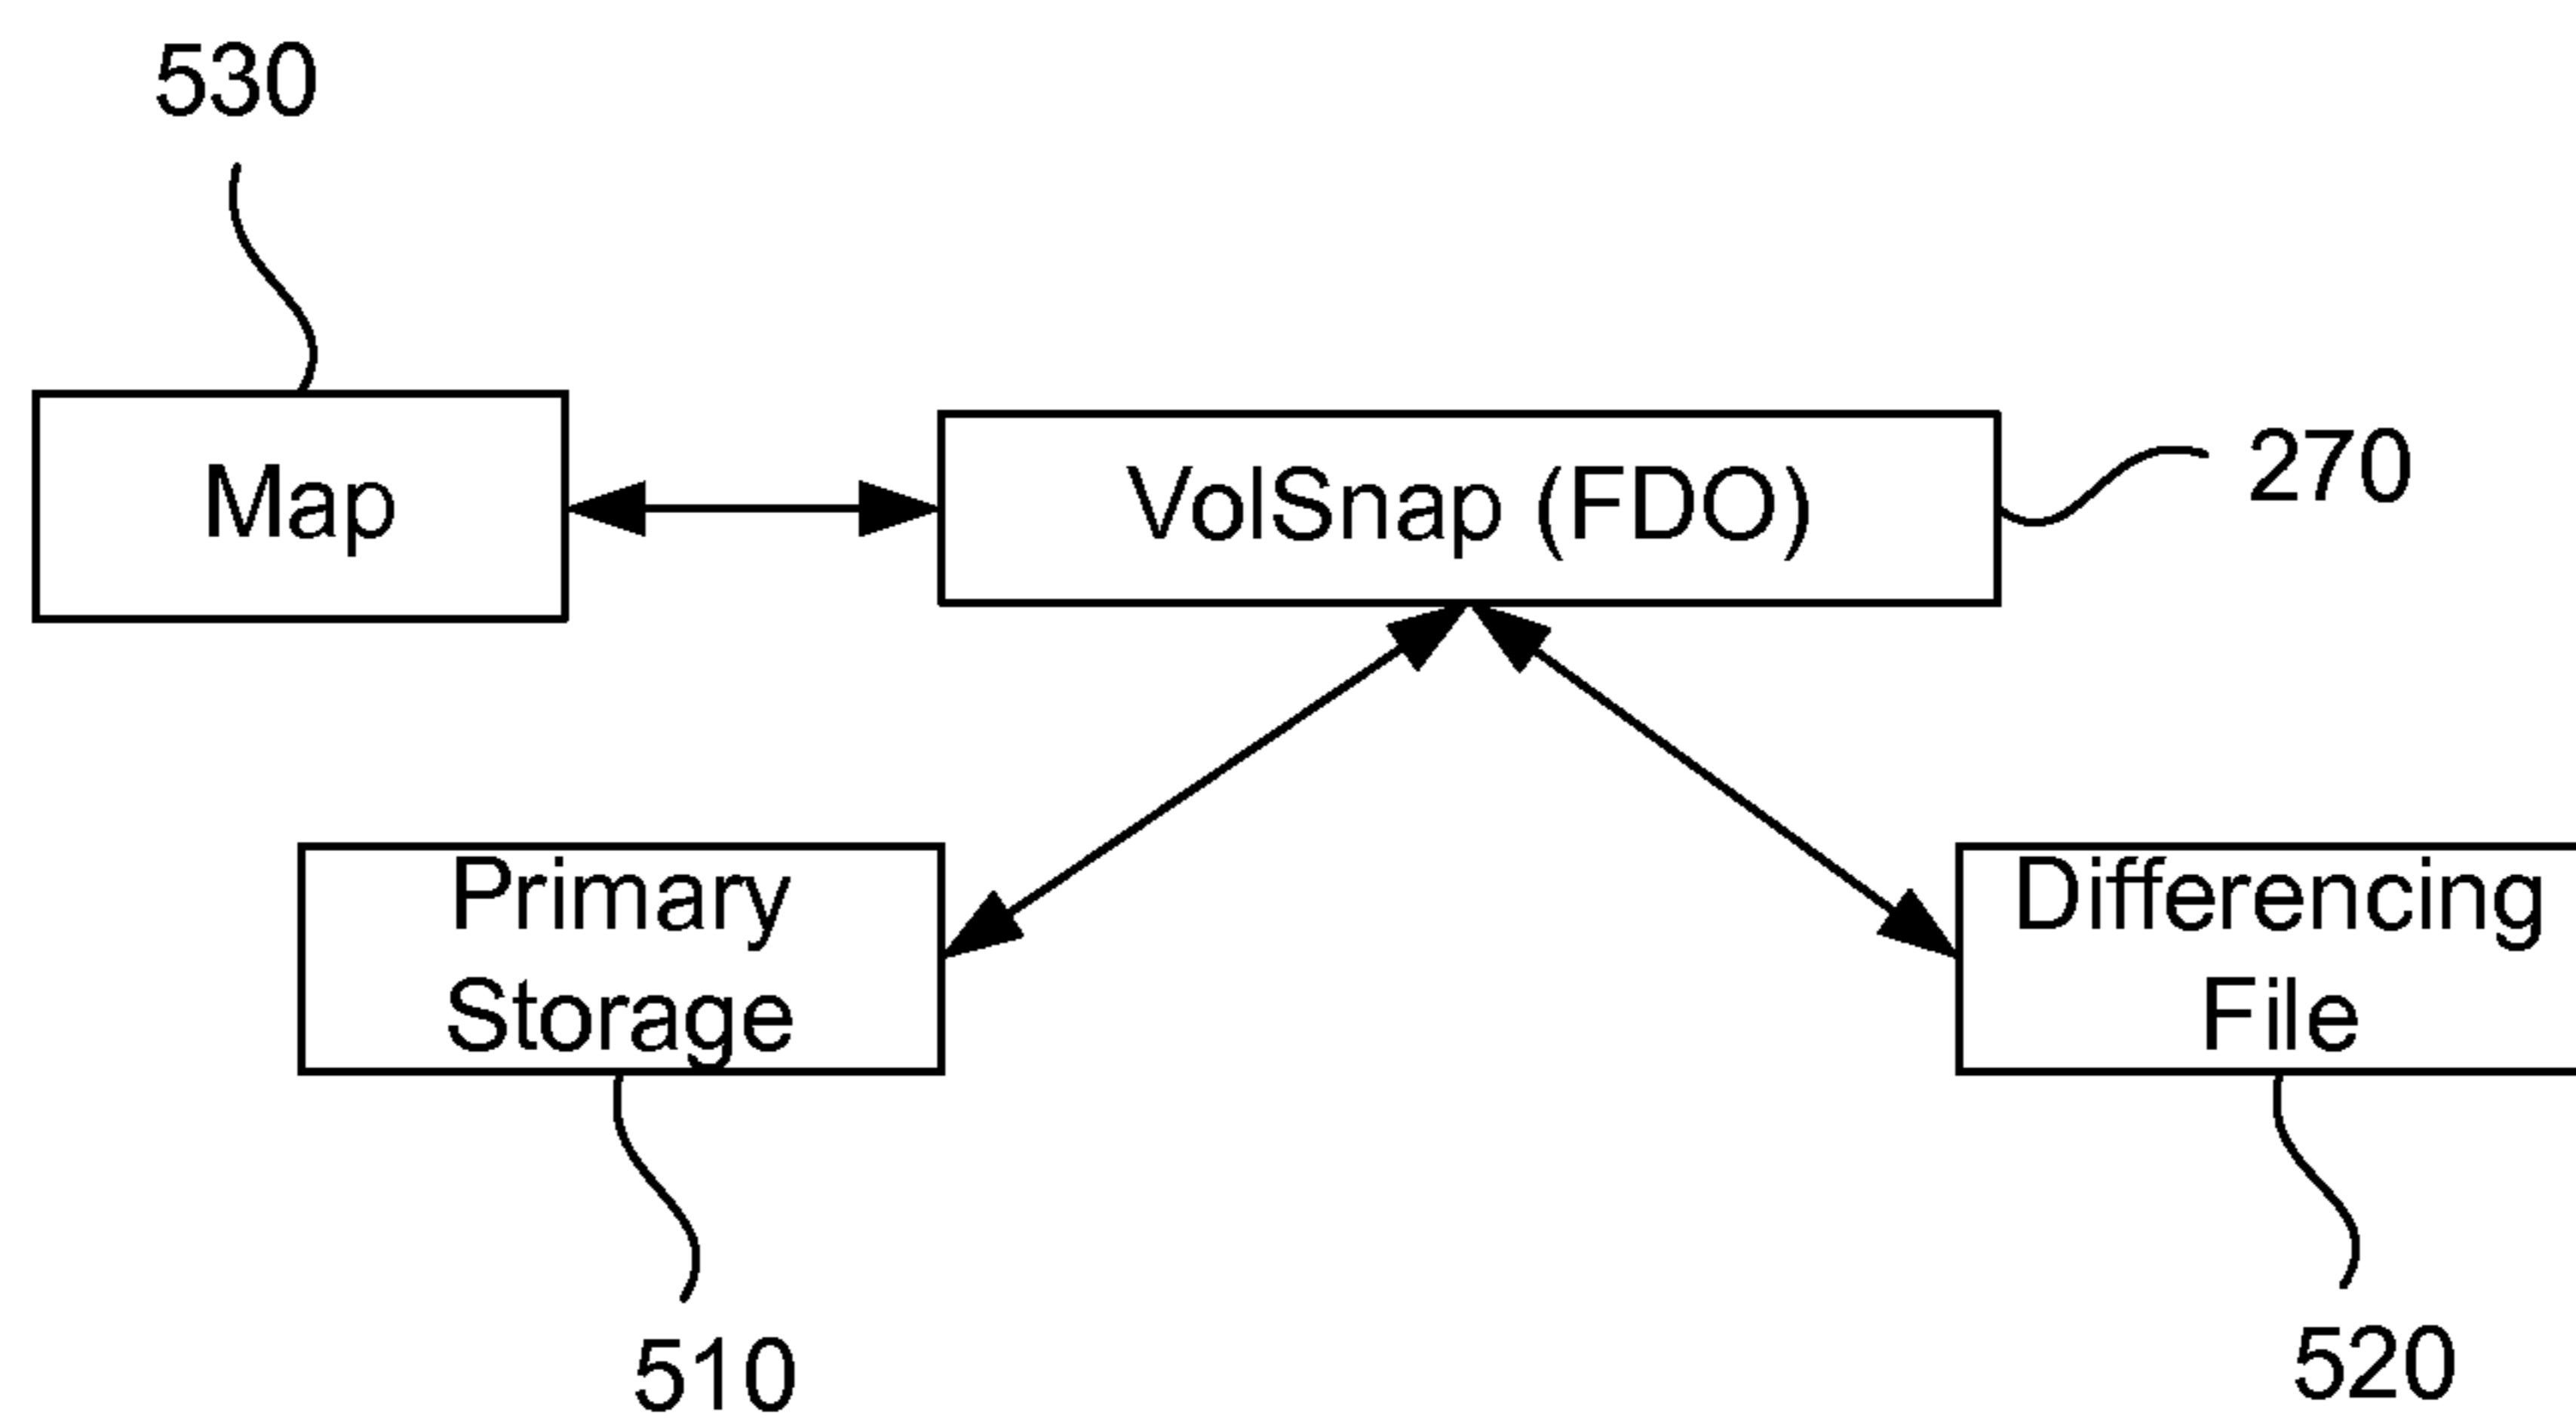 530
Map
VolSnap (FDO)
270
Primary
Storage
Differencing
File
510
520